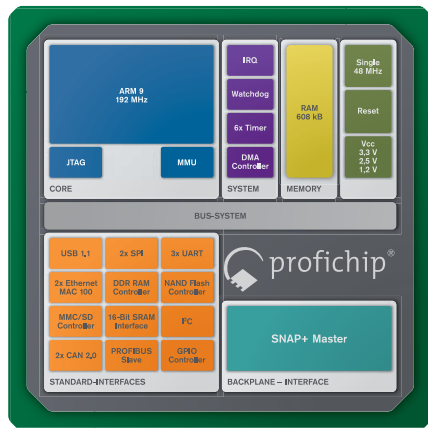 ARM 9
192 MHz
JTAG
MMU
CORE
IRQ
Watchdog
6x Timer
DMA
Controller
SYSTEM
RAM
608 kB
MEMORY
Single
48 MHz
Reset
Vcc
3,3 V
2,5 V
1,2 V
BUS-SYSTEM
USB 1.1
2x SPI
3x UART
2x Ethernet
MAC 100
DDR RAM
Controller
NAND Flash
Controller
MMC/SD
Controller
16-Bit SRAM
Interface
I²C
2x CAN 2.0
PROFIBUS
Slave
GPIO
Controller
STANDARD-INTERFACES
profichip®
SNAP+ Master
BACKPLANE – INTERFACE